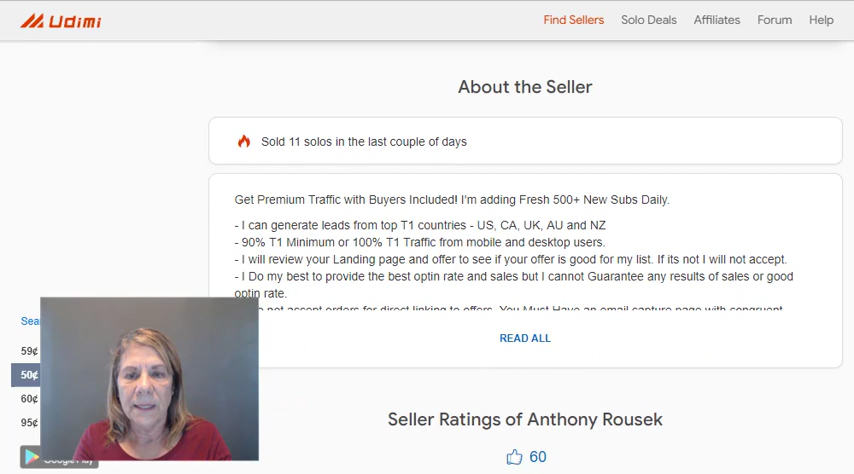 Udimi
Find Sellers Solo Deals Affiliates Forum Help
About the Seller
Sold 11 solos in the last couple of days
Get Premium Traffic with Buyers Included! I'm adding Fresh 500+ New Subs Daily.
- I can generate leads from top T1 countries - US, CA, UK, AU and NZ
- 90% T1 Minimum or 100% T1 Traffic from mobile and desktop users.
- I will review your Landing page and offer to see if your offer is good for my list. If its not I will not accept.
- I Do my best to provide the best optin rate and sales but I cannot Guarantee any results of sales or good
optin rate.
not accept orders for direct linking to offers. You Must Have an email capture page with congruent
READ ALL
59¢
50¢
60¢
95¢
Seller Ratings of Anthony Rousek
60
Google Play